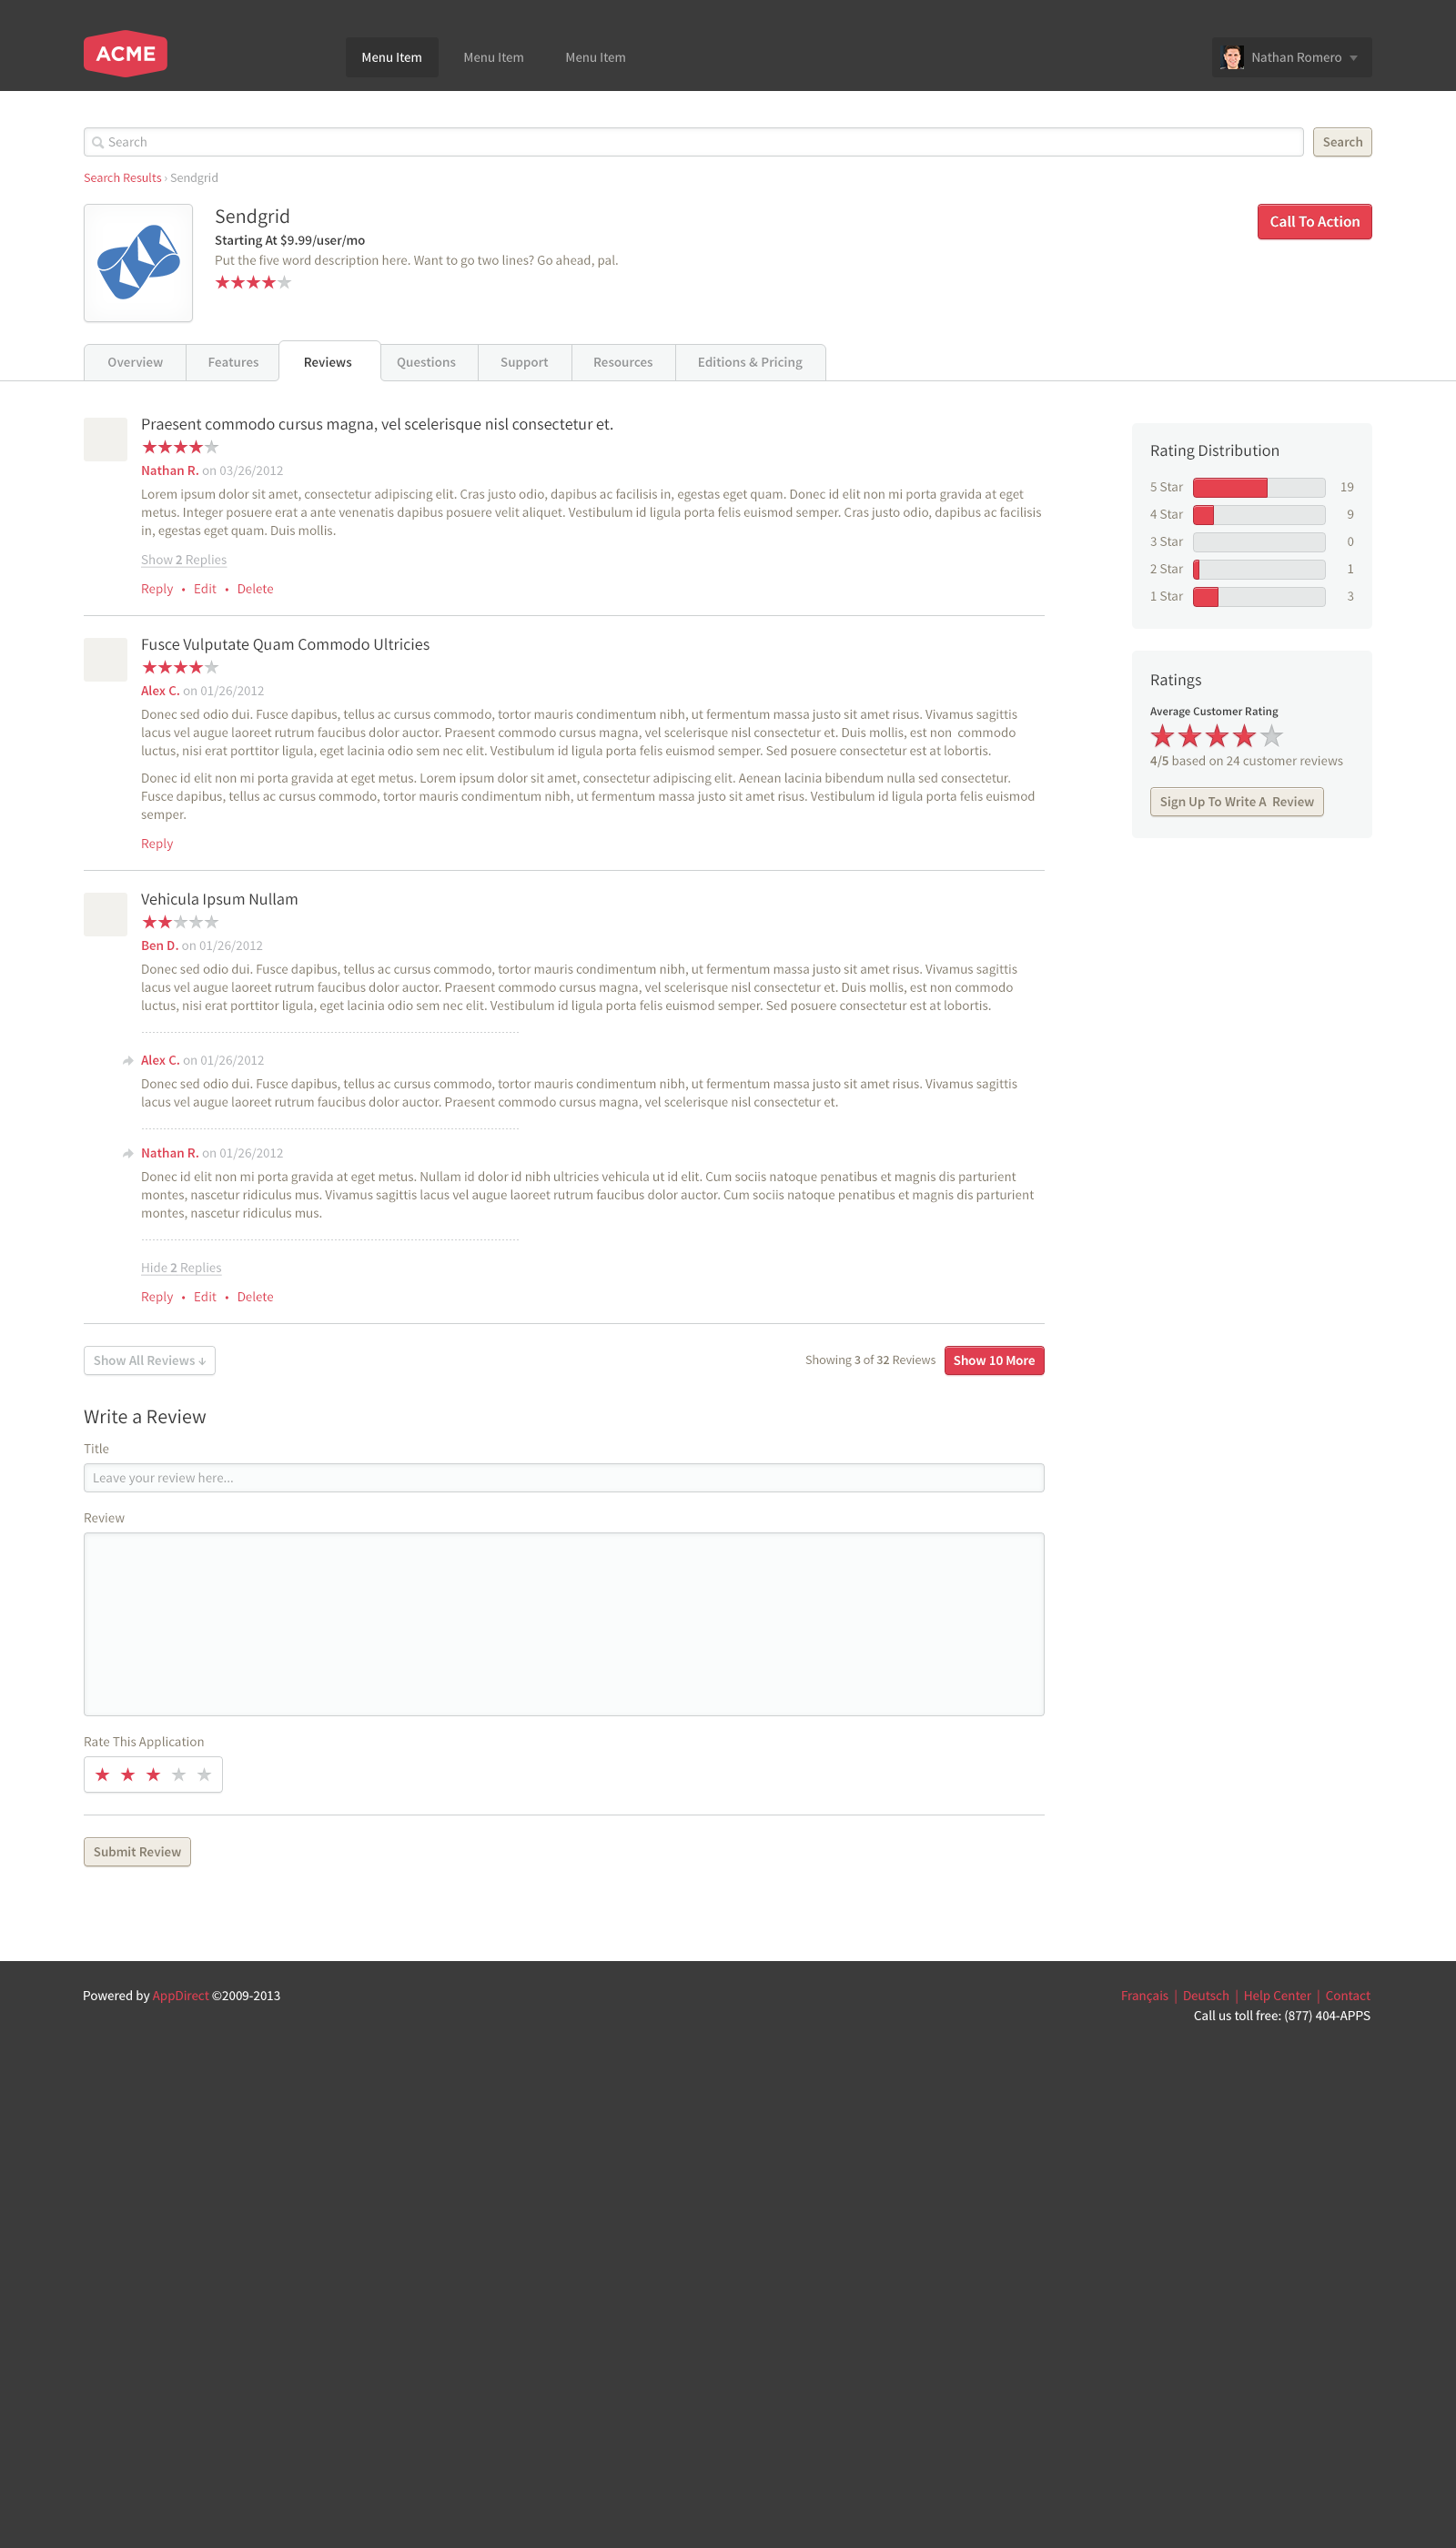 ACME
Menu Item
Menu Item
Menu Item
Nathan Romero
Search
Search
Search Results › Sendgrid
Sendgrid
Starting At $9.99/user/mo
Put the five word description here. Want to go two lines? Go ahead, pal.
Call To Action
Overview
Features
Reviews
Questions
Support
Resources
Editions & Pricing
Praesent commodo cursus magna, vel scelerisque nisl consectetur et.
Nathan R. on 03/26/2012
Lorem ipsum dolor sit amet, consectetur adipiscing elit. Cras justo odio, dapibus ac facilisis in, egestas eget quam. Donec id elit non mi porta gravida at eget
metus. Integer posuere erat a ante venenatis dapibus posuere velit aliquet. Vestibulum id ligula porta felis euismod semper. Cras justo odio, dapibus ac facilisis
in, egestas eget quam. Duis mollis.
Show 2 Replies
Reply • Edit • Delete
Fusce Vulputate Quam Commodo Ultricies
Alex C. on 01/26/2012
Donec sed odio dui. Fusce dapibus, tellus ac cursus commodo, tortor mauris condimentum nibh, ut fermentum massa justo sit amet risus. Vivamus sagittis
lacus vel augue laoreet rutrum faucibus dolor auctor. Praesent commodo cursus magna, vel scelerisque nisl consectetur et. Duis mollis, est non  commodo
luctus, nisi erat porttitor ligula, eget lacinia odio sem nec elit. Vestibulum id ligula porta felis euismod semper. Sed posuere consectetur est at lobortis.
Donec id elit non mi porta gravida at eget metus. Lorem ipsum dolor sit amet, consectetur adipiscing elit. Aenean lacinia bibendum nulla sed consectetur.
Fusce dapibus, tellus ac cursus commodo, tortor mauris condimentum nibh, ut fermentum massa justo sit amet risus. Vestibulum id ligula porta felis euismod
semper.
Reply
Vehicula Ipsum Nullam
Ben D. on 01/26/2012
Donec sed odio dui. Fusce dapibus, tellus ac cursus commodo, tortor mauris condimentum nibh, ut fermentum massa justo sit amet risus. Vivamus sagittis
lacus vel augue laoreet rutrum faucibus dolor auctor. Praesent commodo cursus magna, vel scelerisque nisl consectetur et. Duis mollis, est non commodo
luctus, nisi erat porttitor ligula, eget lacinia odio sem nec elit. Vestibulum id ligula porta felis euismod semper. Sed posuere consectetur est at lobortis.
Alex C. on 01/26/2012
Donec sed odio dui. Fusce dapibus, tellus ac cursus commodo, tortor mauris condimentum nibh, ut fermentum massa justo sit amet risus. Vivamus sagittis
lacus vel augue laoreet rutrum faucibus dolor auctor. Praesent commodo cursus magna, vel scelerisque nisl consectetur et.
Nathan R. on 01/26/2012
Donec id elit non mi porta gravida at eget metus. Nullam id dolor id nibh ultricies vehicula ut id elit. Cum sociis natoque penatibus et magnis dis parturient
montes, nascetur ridiculus mus. Vivamus sagittis lacus vel augue laoreet rutrum faucibus dolor auctor. Cum sociis natoque penatibus et magnis dis parturient
montes, nascetur ridiculus mus.
Hide 2 Replies
Reply • Edit • Delete
Show All Reviews ↓
Showing 3 of 32 Reviews
Show 10 More
Write a Review
Title
Leave your review here...
Review
Rate This Application
Submit Review
Rating Distribution
5 Star 19
4 Star 9
3 Star 0
2 Star 1
1 Star 3
Ratings
Average Customer Rating
4/5 based on 24 customer reviews
Sign Up To Write A  Review
Powered by AppDirect ©2009-2013
Français | Deutsch | Help Center | Contact
Call us toll free: (877) 404-APPS